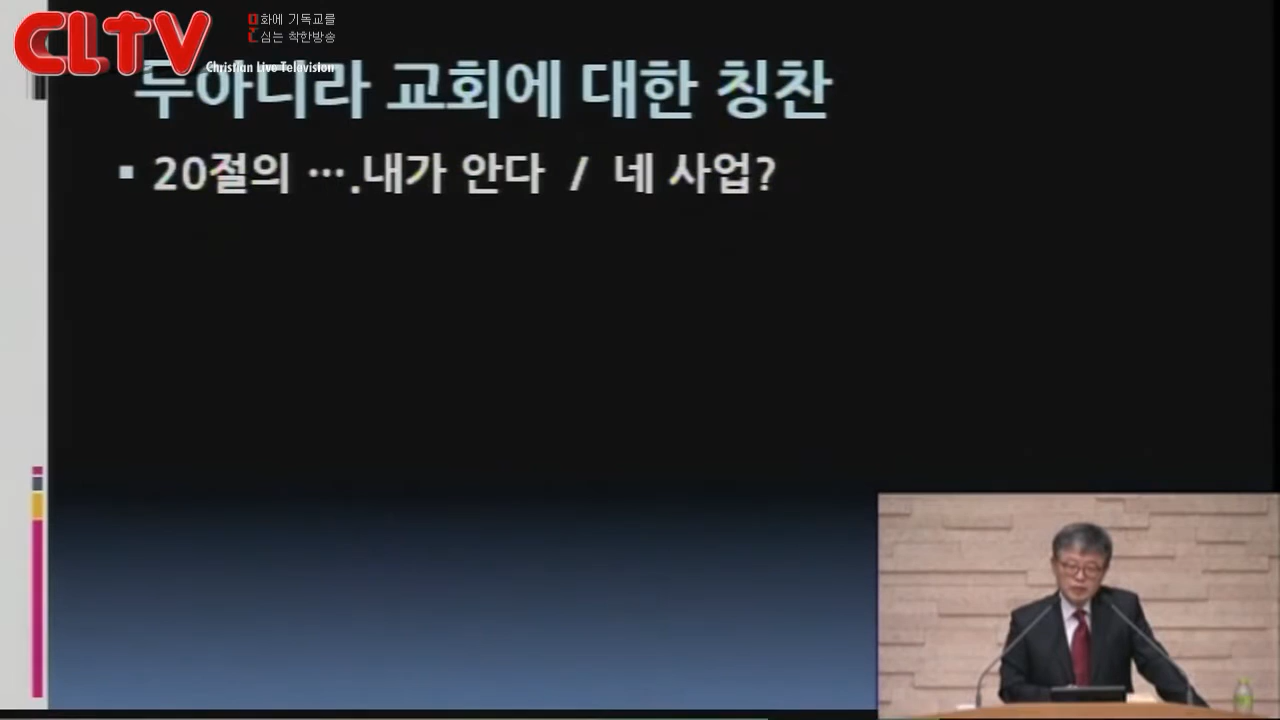 CLTV
문화에 기독교를
심는 착한방송
Christian Live Television
두아디라 교회에 대한 칭찬
▪ 20절의 ….내가 안다 / 네 사업?